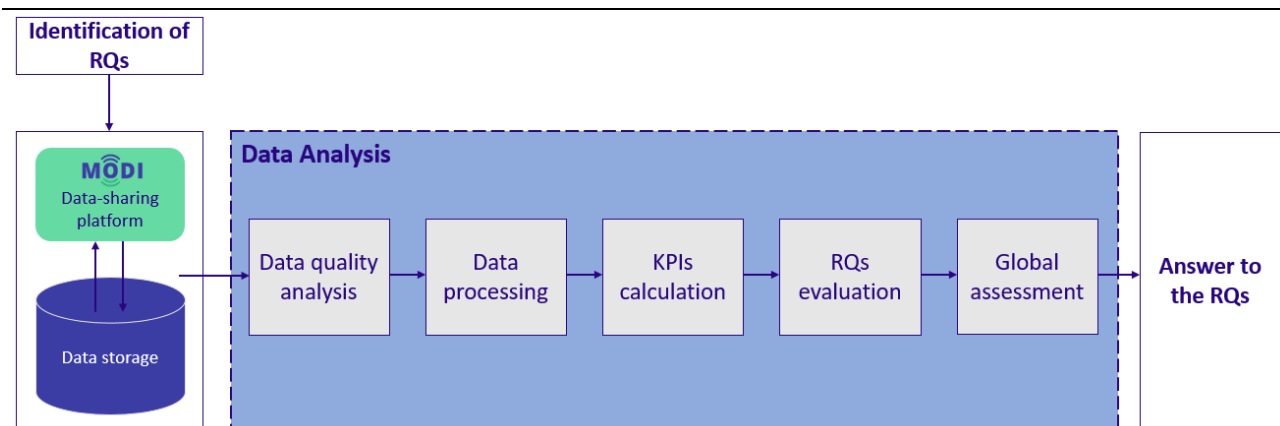 Identification of
RQs
MODI
Data-sharing
platform
Data storage
Data Analysis
Data quality
analysis
Data
processing
KPIs
calculation
RQs
evaluation
Global
assessment
Answer to
the RQs